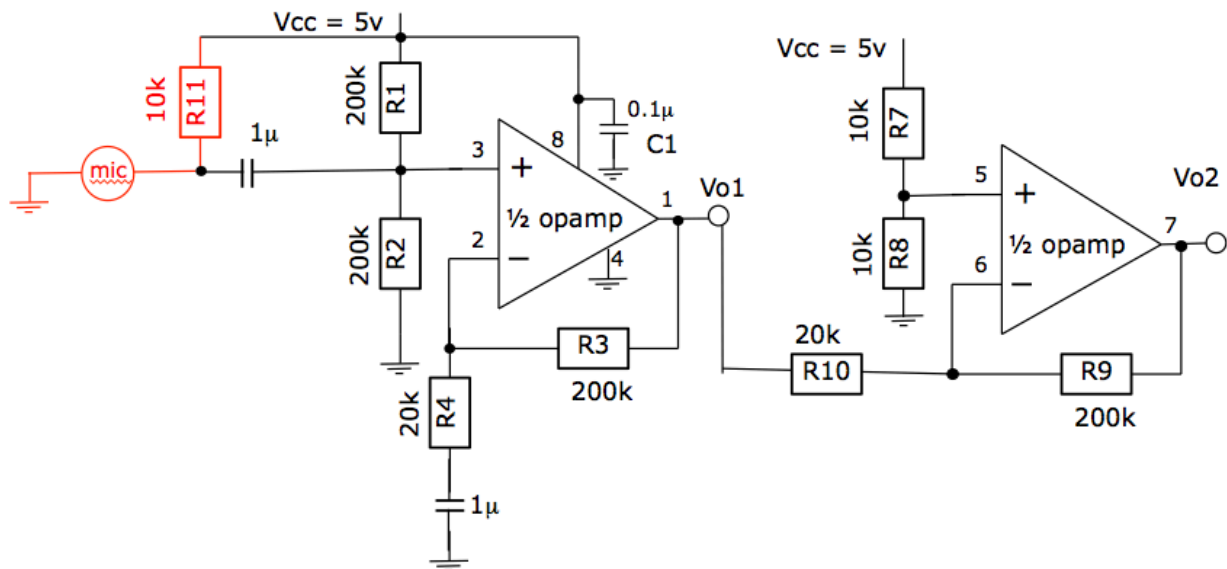 Vcc = 5v
Vcc = 5v
10k
R11
200k
R1
1µ
mic
0.1µ
C1
8
3
+
½ opamp
1
Vo1
2
−
4
200k
R2
R3
200k
20k
R4
1µ
10k
R7
10k
R8
5
+
½ opamp
7
Vo2
6
−
20k
R10
R9
200k